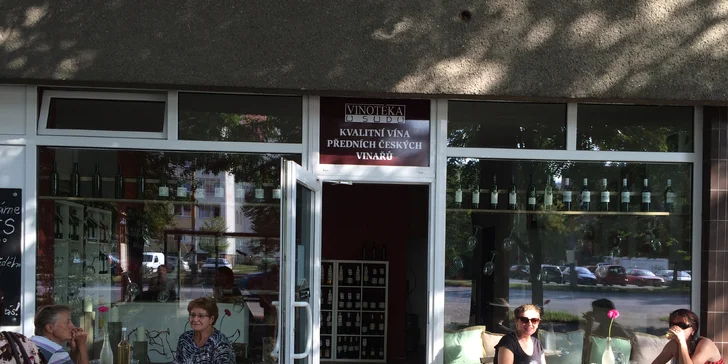 VINOTÉKA
U SUDU
KVALITNÍ VÍNA
PŘEDNÍCH ČESKÝCH
VINAŘŮ